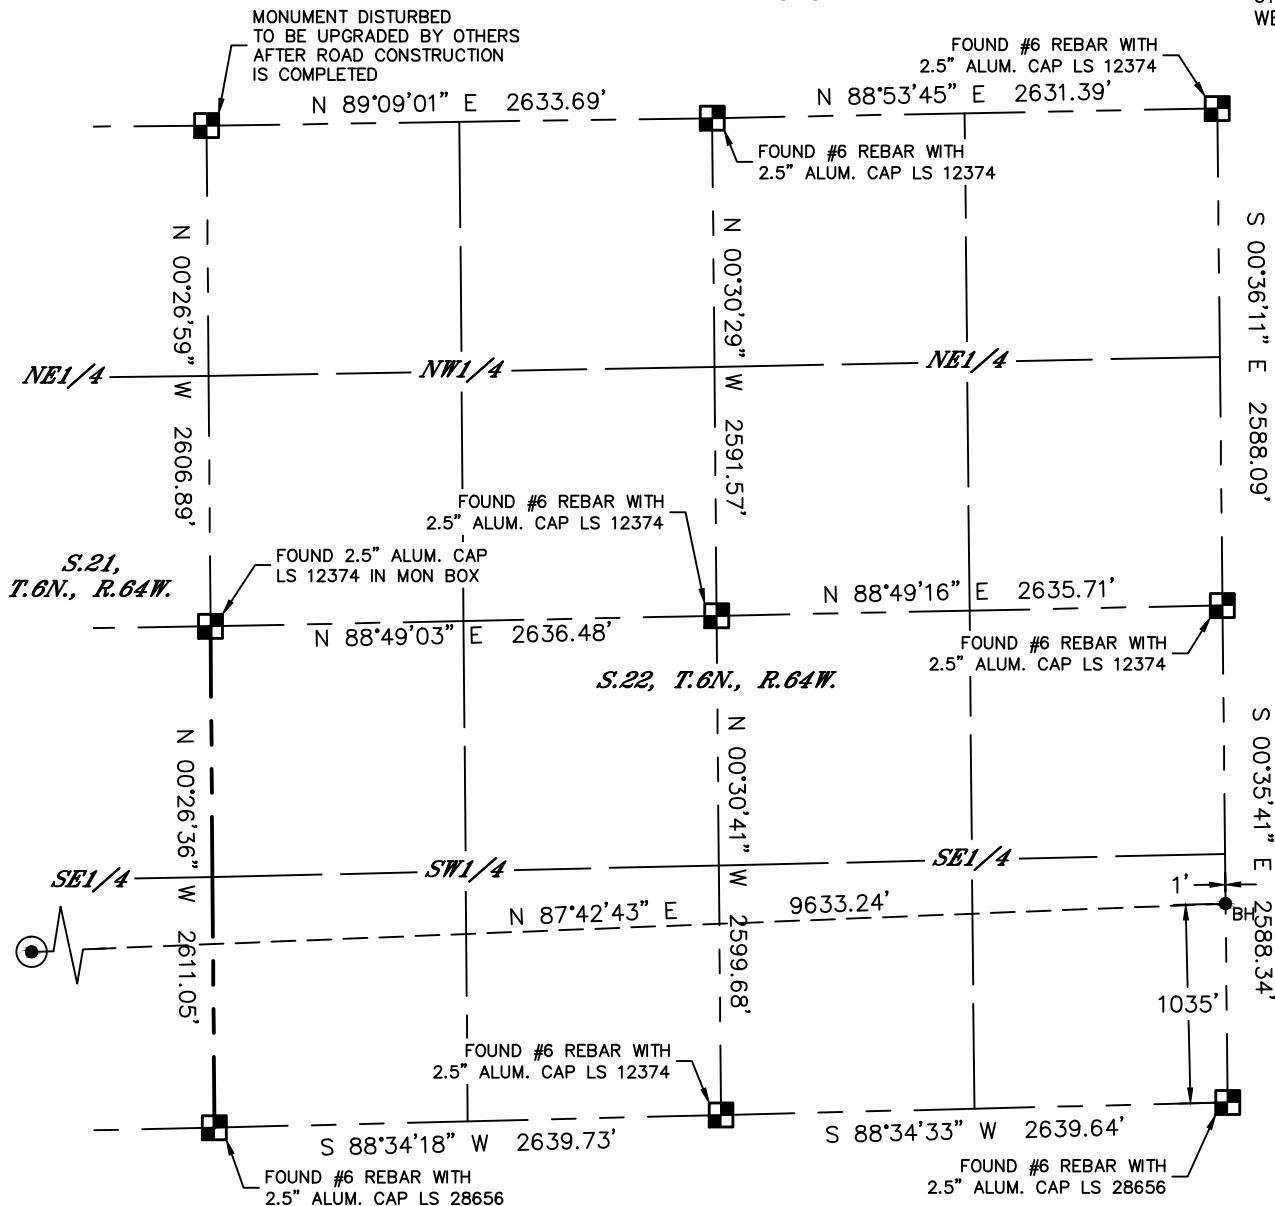 MONUMENT DISTURBED
TO BE UPGRADED BY OTHERS
AFTER ROAD CONSTRUCTION
IS COMPLETED
FOUND #6 REBAR WITH
2.5" ALUM. CAP LS 12374
N 89°09'01" E 2633.69'
N 88°53'45" E 2631.39'
FOUND #6 REBAR WITH
2.5" ALUM. CAP LS 12374
N 00°26'59" W 2606.89'
N 00°30'29" W 2591.57'
S 00°36'11" E 2588.09'
NE1/4
NW1/4
NE1/4
FOUND #6 REBAR WITH
2.5" ALUM. CAP LS 12374
S.21,
T.6N., R.64W.
FOUND 2.5" ALUM. CAP
LS 12374 IN MON BOX
N 88°49'16" E 2635.71'
N 88°49'03" E 2636.48'
FOUND #6 REBAR WITH
2.5" ALUM. CAP LS 12374
S.22, T.6N., R.64W.
N 00°26'36" W 2611.05'
N 00°30'41" W 2599.68'
S 00°35'41" E 2588.34'
SE1/4
SW1/4
SE1/4
1'
N 87°42'43" E 9633.24'
BH
1035'
FOUND #6 REBAR WITH
2.5" ALUM. CAP LS 12374
S 88°34'18" W 2639.73'
S 88°34'33" W 2639.64'
FOUND #6 REBAR WITH
2.5" ALUM. CAP LS 28656
FOUND #6 REBAR WITH
2.5" ALUM. CAP LS 28656